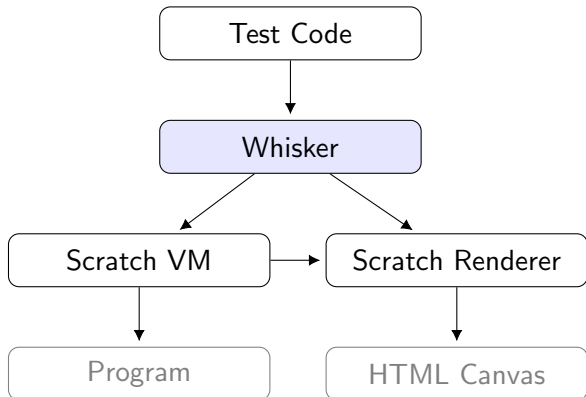 Test Code
Whisker
Scratch VM
Scratch Renderer
Program
HTML Canvas